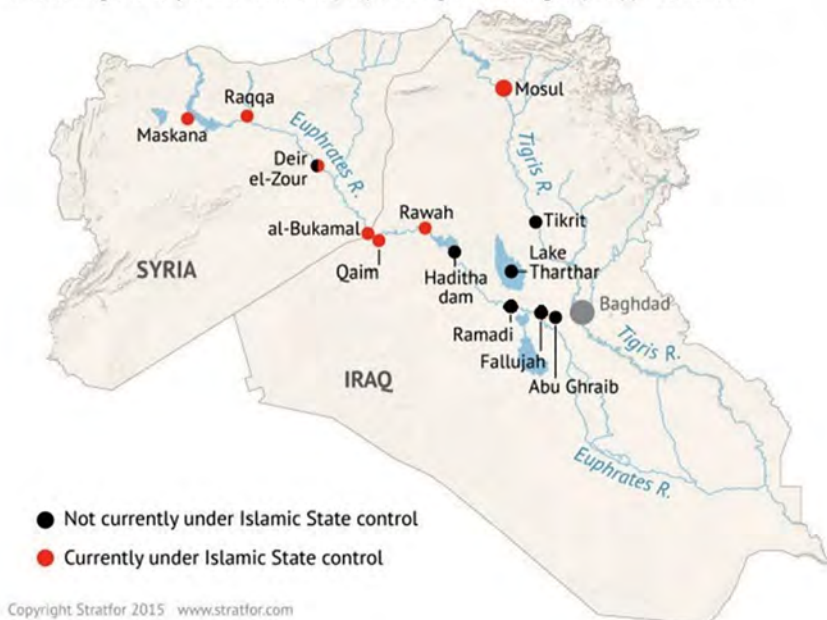 Mosul
Raqqa
Maskana
Euphrates R.
Tigris R.
Deir
el-Zour
Rawah
Tikrit
al-Bukamal
Lake
Tharthar
SYRIA
Qaim
Haditha
dam
Baghdad
Ramadi
Tigris R.
Fallujah
IRAQ
Abu Ghraib
Euphrates R.
Not currently under Islamic State control
Currently under Islamic State control
Copyright Stratfor 2015 www.stratfor.com